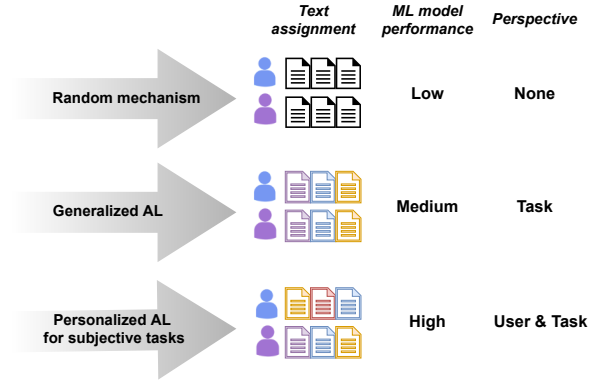 Text assignment
ML model performance
Perspective
Random mechanism
Low
None
Generalized AL
Medium
Task
Personalized AL
for subjective tasks
High
User & Task